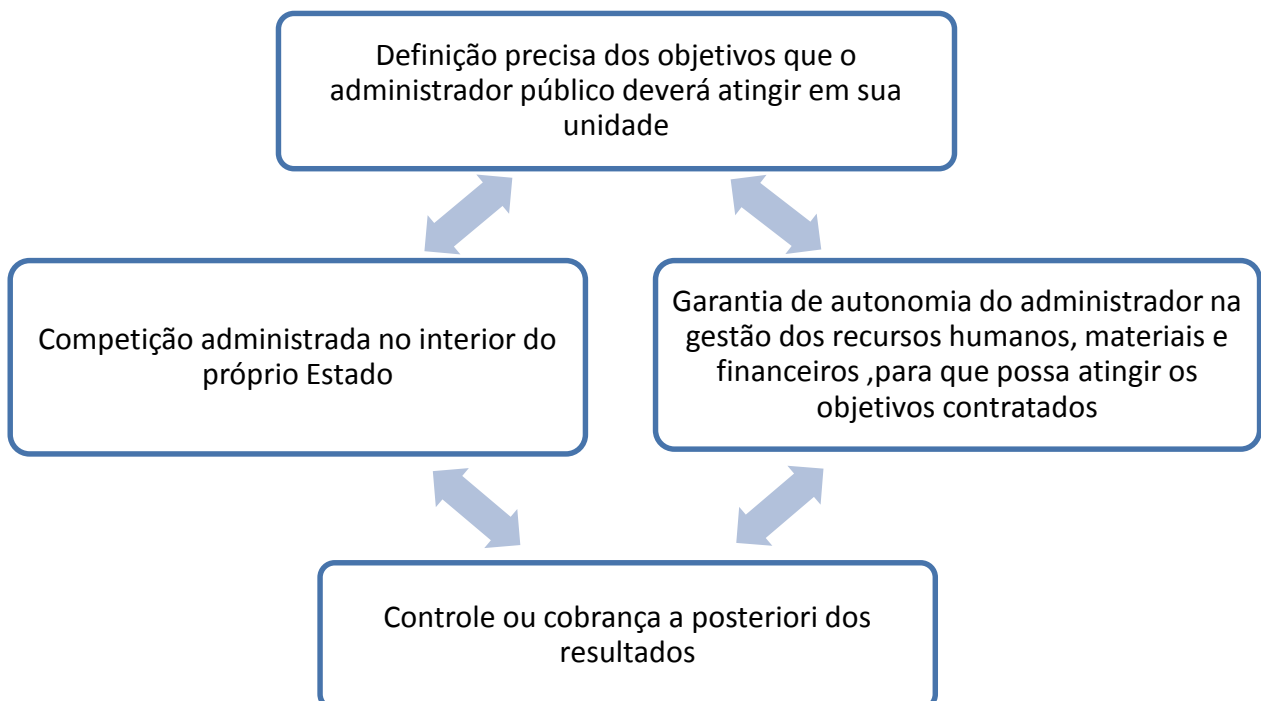 Definição precisa dos objetivos que o
administrador público deverá atingir em sua
unidade
Competição administrada no interior do
próprio Estado
Garantia de autonomia do administrador na
gestão dos recursos humanos, materiais e
financeiros ,para que possa atingir os
objetivos contratados
Controle ou cobrança a posteriori dos
resultados